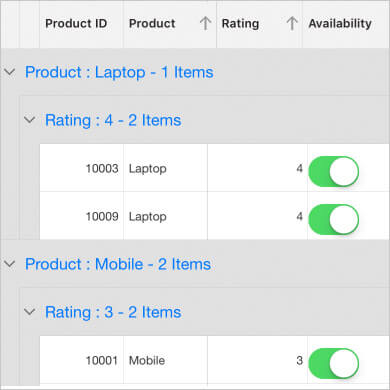 Product ID Product Rating Availability
Product : Laptop - 1 Items
Rating : 4 - 2 Items
10003 Laptop 4
10009 Laptop 4
Product : Mobile - 2 Items
Rating : 3 - 2 Items
10001 Mobile 3